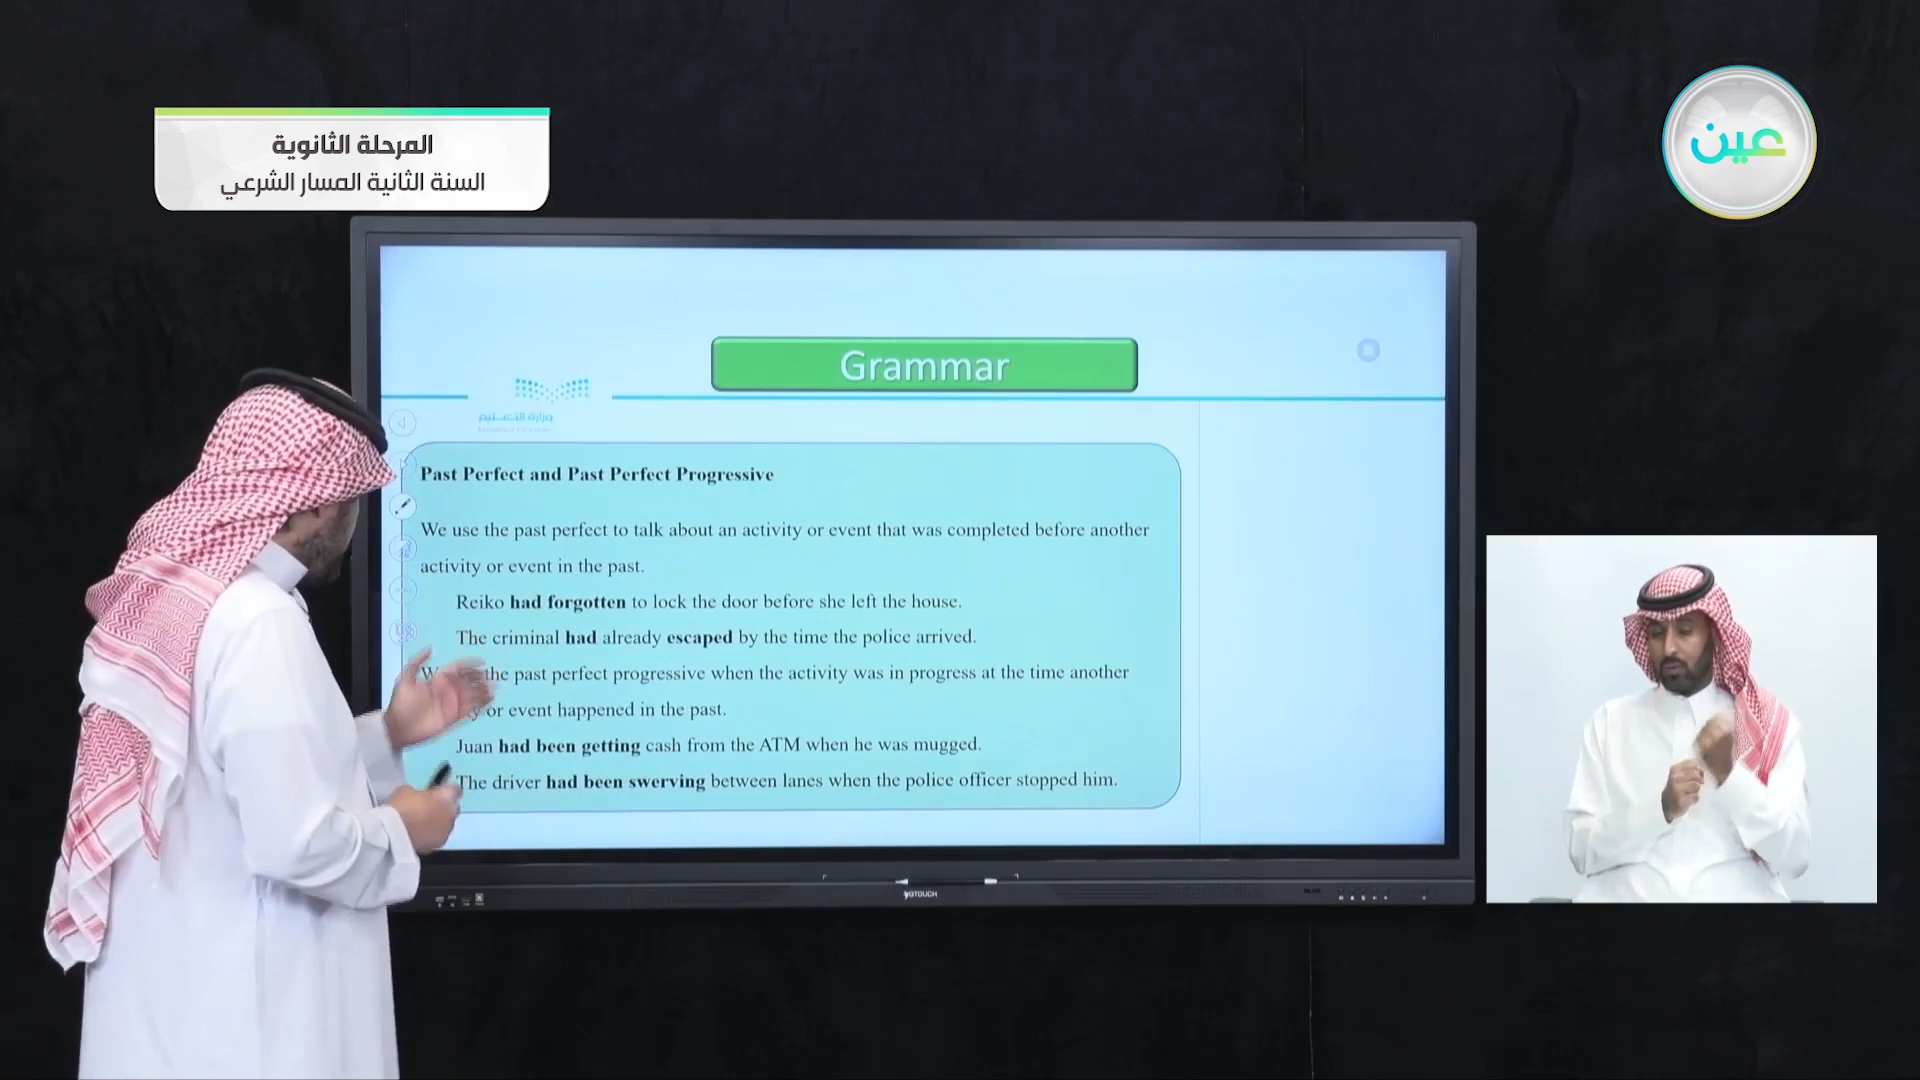 المرحلة الثانوية
السنة الثانية المسار الشرعي
عين
Grammar
وزارة التعليم
Past Perfect and Past Perfect Progressive
We use the past perfect to talk about an activity or event that was completed before another
activity or event in the past.
Reiko had forgotten to lock the door before she left the house.
The criminal had already escaped by the time the police arrived.
the past perfect progressive when the activity was in progress at the time another
or event happened in the past.
Juan had been getting cash from the ATM when he was mugged.
The driver had been swerving between lanes when the police officer stopped him.